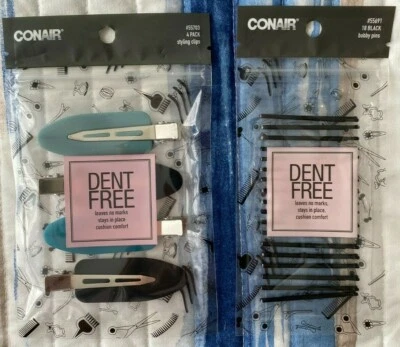 CONAIR®
#55703
4 PACK
styling clips
DENT
FREE
leaves no marks,
stays in place,
cushion comfort
CONAIR®
#55691
18 BLACK
bobby pins
DENT
FREE
leaves no marks,
stays in place,
cushion comfort